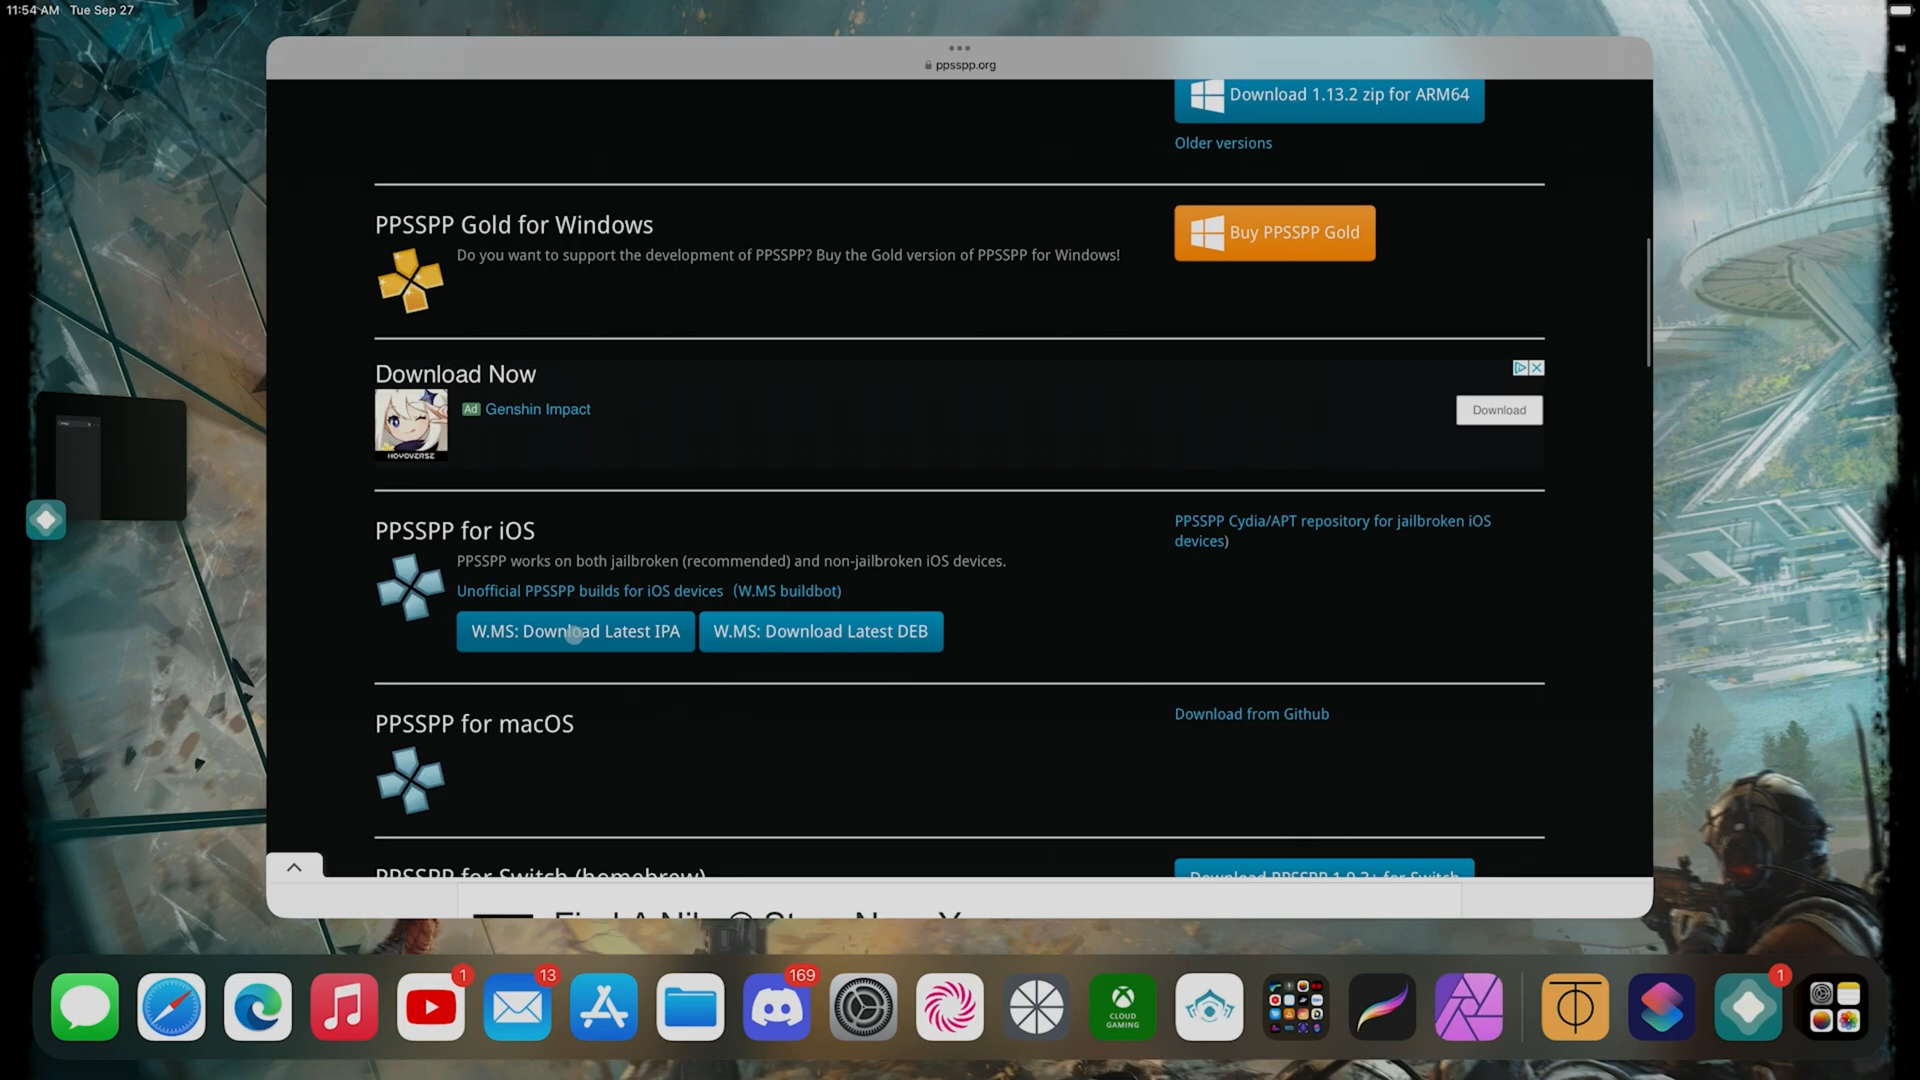 11:54 AM Tue Sep 27
ppsspp.org
Download 1.13.2 zip for ARM64
Older versions
PPSSPP Gold for Windows
Do you want to support the development of PPSSPP? Buy the Gold version of PPSSPP for Windows!
Buy PPSSPP Gold
Download Now
Ad Genshin Impact
HOYOVERSE
Download
PPSSPP for iOS
PPSSPP works on both jailbroken (recommended) and non-jailbroken iOS devices.
Unofficial PPSSPP builds for iOS devices (W.MS buildbot)
W.MS: Download Latest IPA
W.MS: Download Latest DEB
PPSSPP Cydia/APT repository for jailbroken iOS
devices)
PPSSPP for macOS
Download from Github
PPSSPP for Switch (homebrew)
1
13
169
XBOX
CLOUD
GAMING
1